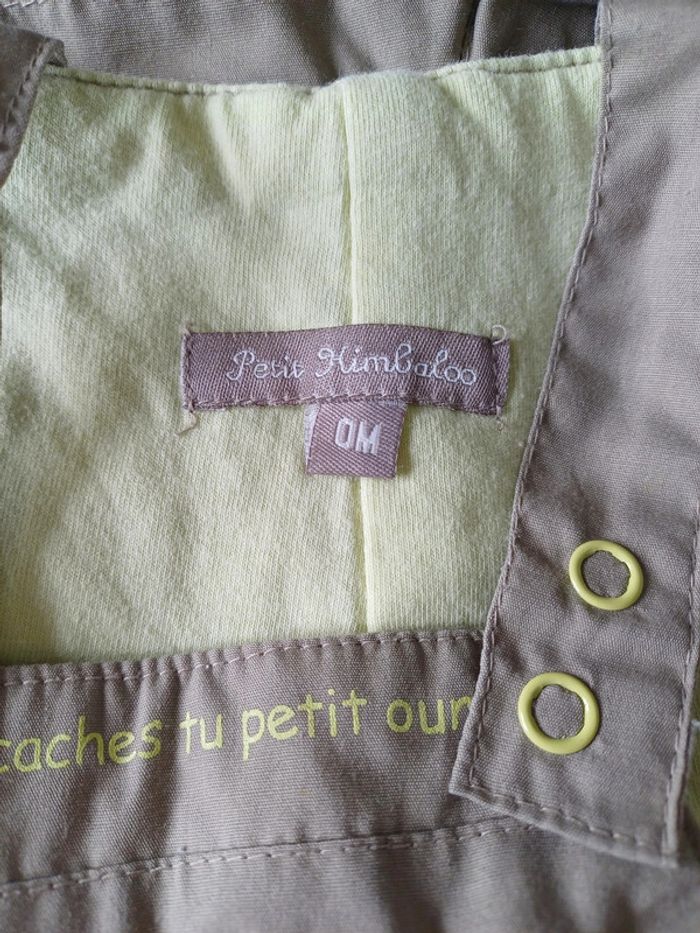 Petit Kimbaloo
0M
caches tu petit our